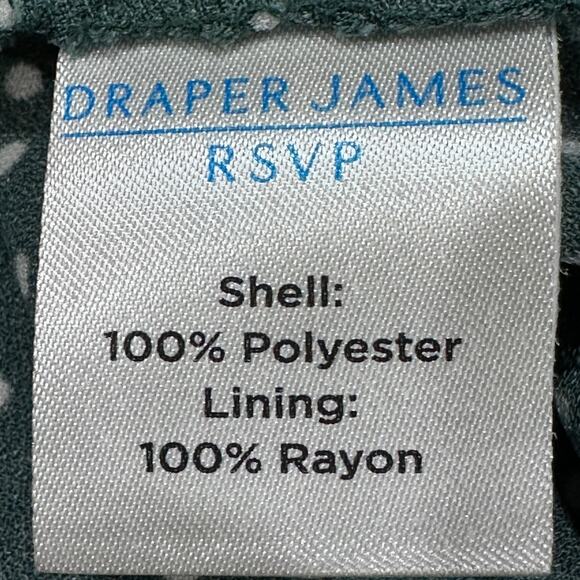 DRAPER JAMES
RSVP
Shell:
100% Polyester
Lining:
100% Rayon